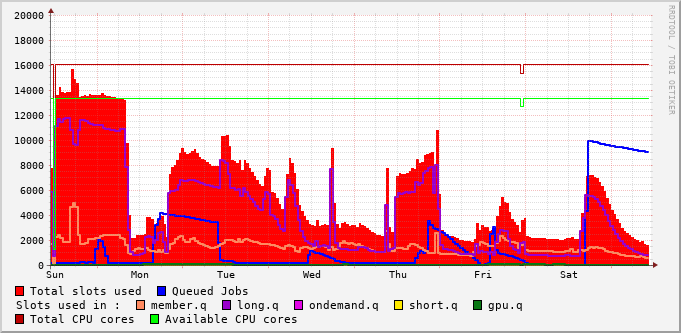 RRDTOOL / TOBI OETIKER
20000
18000
16000
14000
12000
10000
8000
6000
4000
2000
0
Sun Mon Tue Wed Thu Fri Sat
Total slots used Queued Jobs
Slots used in : member.q long.q ondemand.q short.q gpu.q
Total CPU cores Available CPU cores